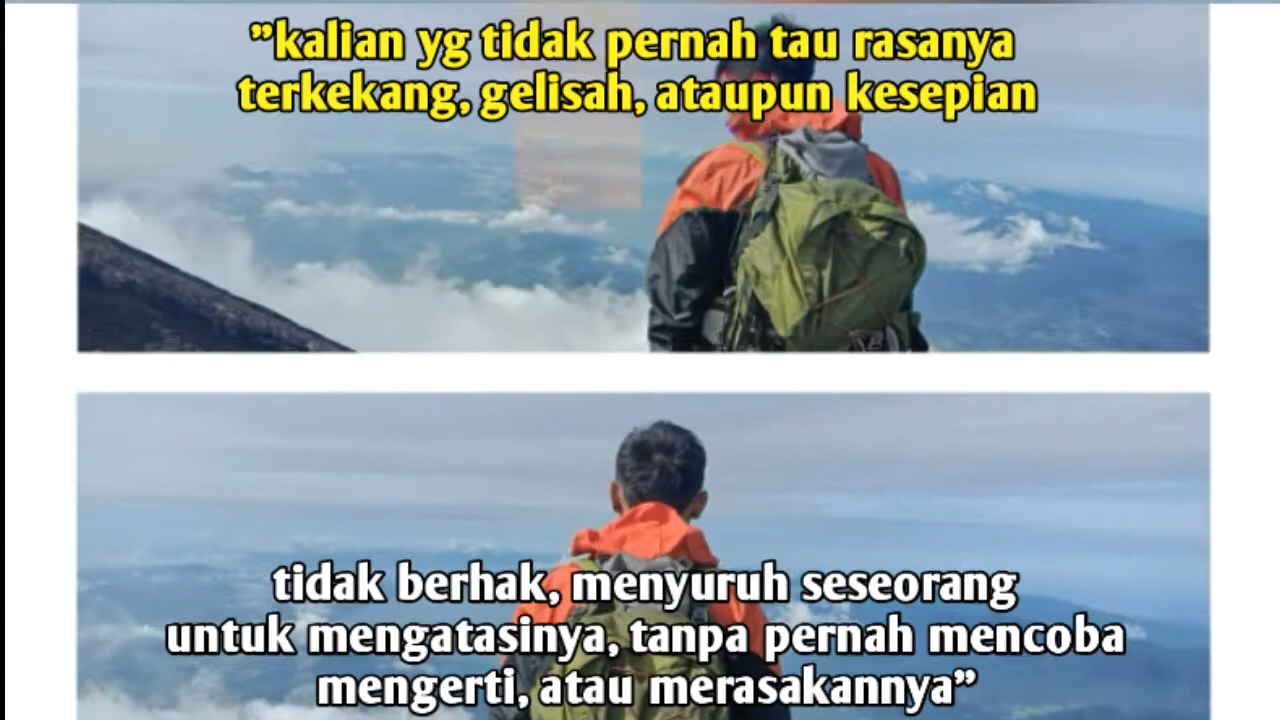 ”kalian yg tidak pernah tau rasanya
terkekang, gelisah, ataupun kesepian
tidak berhak, menyuruh seseorang
untuk mengatasinya, tanpa pernah mencoba
mengerti, atau merasakannya”